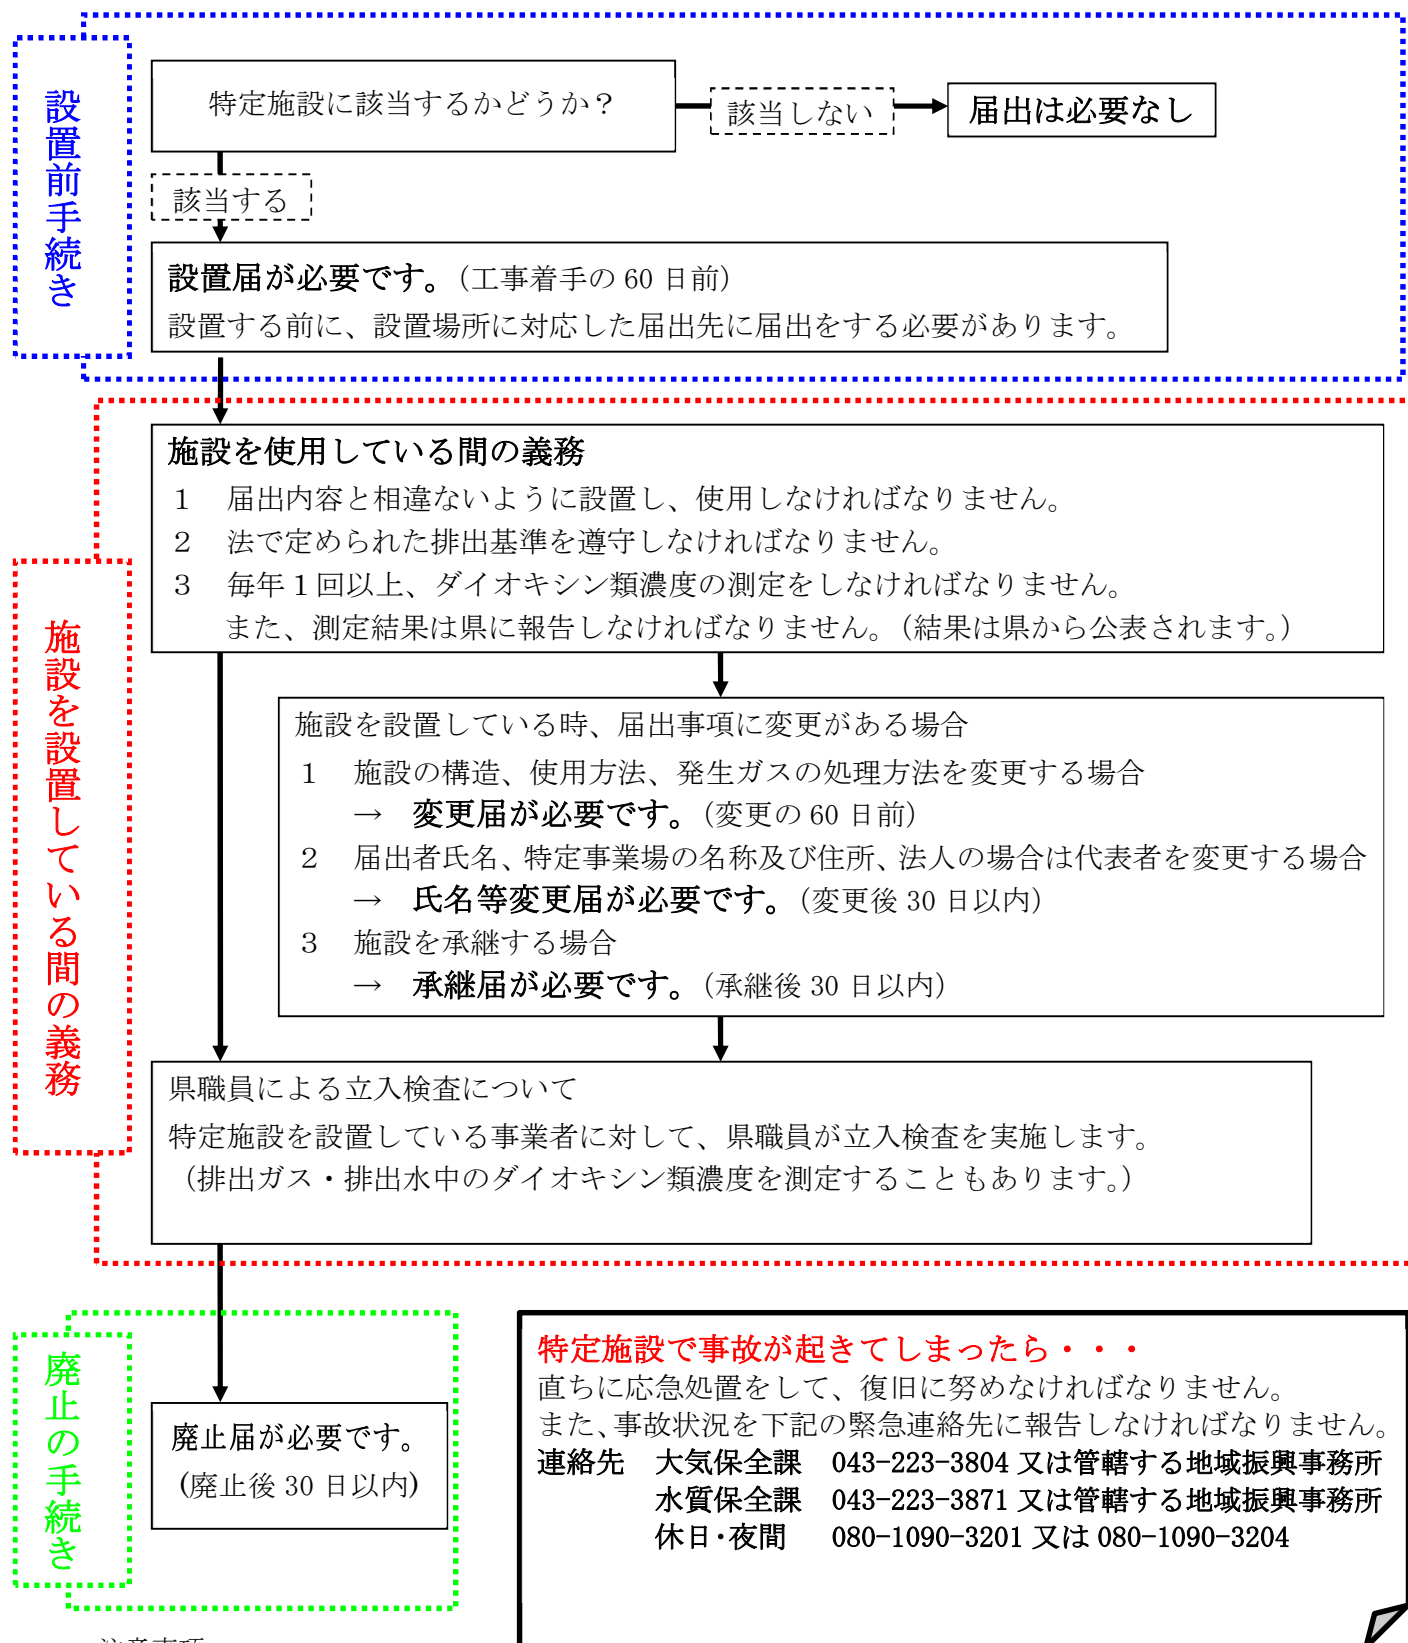 設置前手続き
特定施設に該当するかどうか？
該当しない
届出は必要なし
該当する
設置届が必要です。（工事着手の 60 日前）
設置する前に、設置場所に対応した届出先に届出をする必要があります。
施設を設置している間の義務
施設を使用している間の義務
１　届出内容と相違ないように設置し、使用しなければなりません。
２　法で定められた排出基準を遵守しなければなりません。
３　毎年１回以上、ダイオキシン類濃度の測定をしなければなりません。
また、測定結果は県に報告しなければなりません。（結果は県から公表されます。）
施設を設置している時、届出事項に変更がある場合
１　施設の構造、使用方法、発生ガスの処理方法を変更する場合
→　変更届が必要です。（変更の 60 日前）
２　届出者氏名、特定事業場の名称及び住所、法人の場合は代表者を変更する場合
→　氏名等変更届が必要です。（変更後 30 日以内）
３　施設を承継する場合
→　承継届が必要です。（承継後 30 日以内）
県職員による立入検査について
特定施設を設置している事業者に対して、県職員が立入検査を実施します。
（排出ガス・排出水中のダイオキシン類濃度を測定することもあります。）
廃止の手続き
廃止届が必要です。
（廃止後 30 日以内）
特定施設で事故が起きてしまったら・・・
直ちに応急処置をして、復旧に努めなければなりません。
また、事故状況を下記の緊急連絡先に報告しなければなりません。
連絡先　大気保全課　043-223-3804 又は管轄する地域振興事務所
水質保全課　043-223-3871 又は管轄する地域振興事務所
休日・夜間　080-1090-3201 又は 080-1090-3204